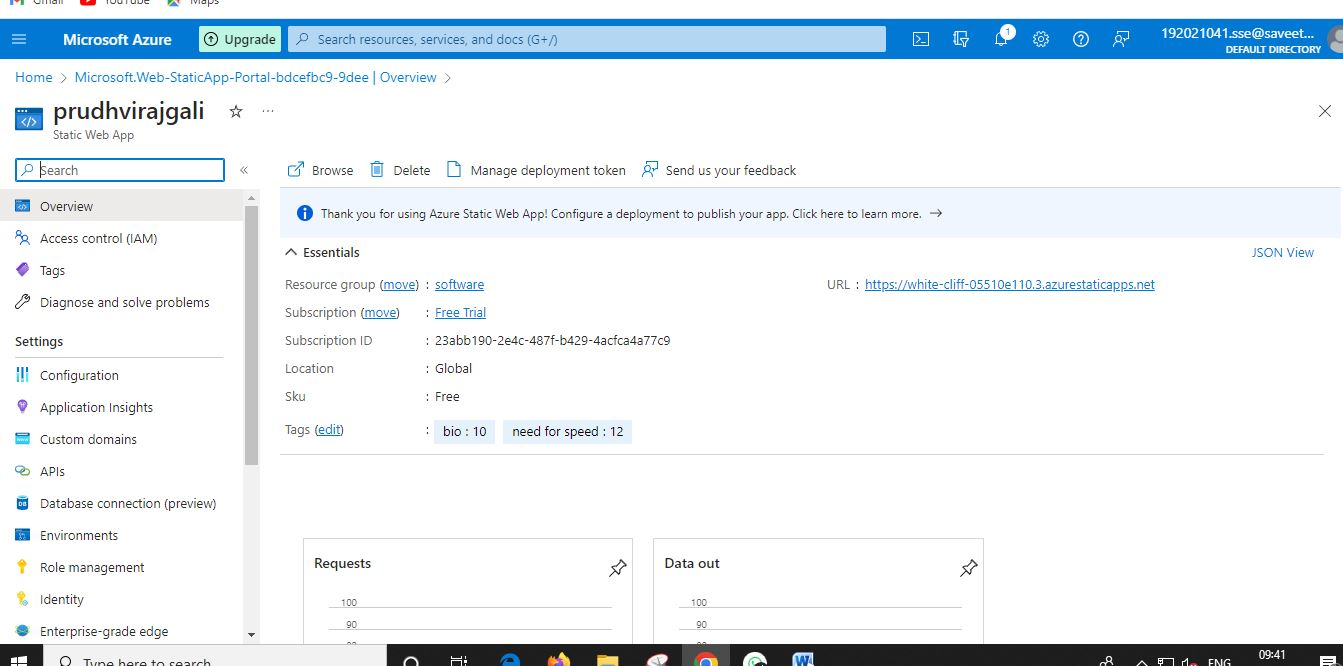 Gmail YouTube Maps
Microsoft Azure Upgrade Search resources, services, and docs (G+/) 1 192021041.sse@saveet...
DEFAULT DIRECTORY
Home > Microsoft.Web-StaticApp-Portal-bdcefbc9-9dee | Overview >
prudhvirajgali ...
Static Web App
Search «
Browse Delete Manage deployment token Send us your feedback
Thank you for using Azure Static Web App! Configure a deployment to publish your app. Click here to learn more. →
Overview
Access control (IAM)
Tags
Diagnose and solve problems
Settings
Configuration
Application Insights
Custom domains
APIs
Database connection (preview)
Environments
Role management
Identity
Enterprise-grade edge
Essentials JSON View
Resource group (move) : software
Subscription (move) : Free Trial
Subscription ID : 23abb190-2e4c-487f-b429-4acfca4a77c9
Location : Global
Sku : Free
Tags (edit) : bio : 10 need for speed : 12
URL : https://white-cliff-05510e110.3.azurestaticapps.net
Requests
100
90
Data out
100
90
Type here to search
ENG
09:41